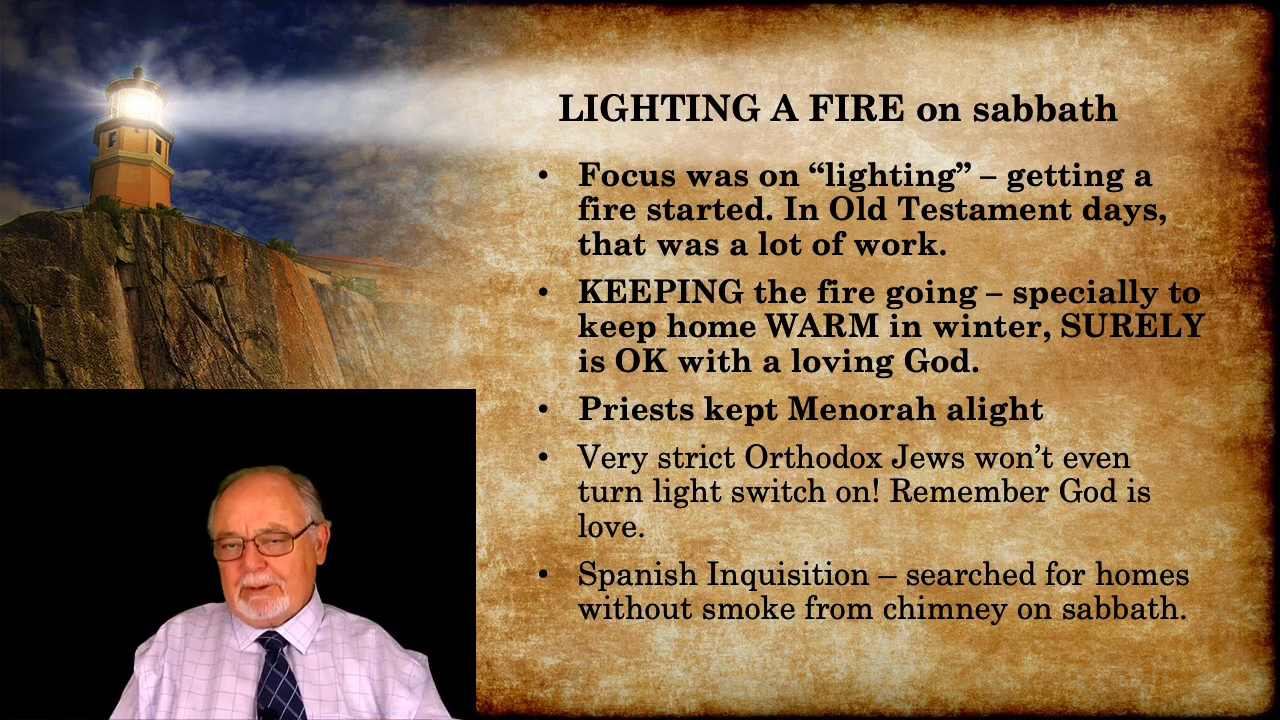 LIGHTING A FIRE on sabbath
• Focus was on “lighting” – getting a
fire started. In Old Testament days,
that was a lot of work.
• KEEPING the fire going – specially to
keep home WARM in winter, SURELY
is OK with a loving God.
• Priests kept Menorah alight
• Very strict Orthodox Jews won’t even
turn light switch on! Remember God is
love.
• Spanish Inquisition – searched for homes
without smoke from chimney on sabbath.